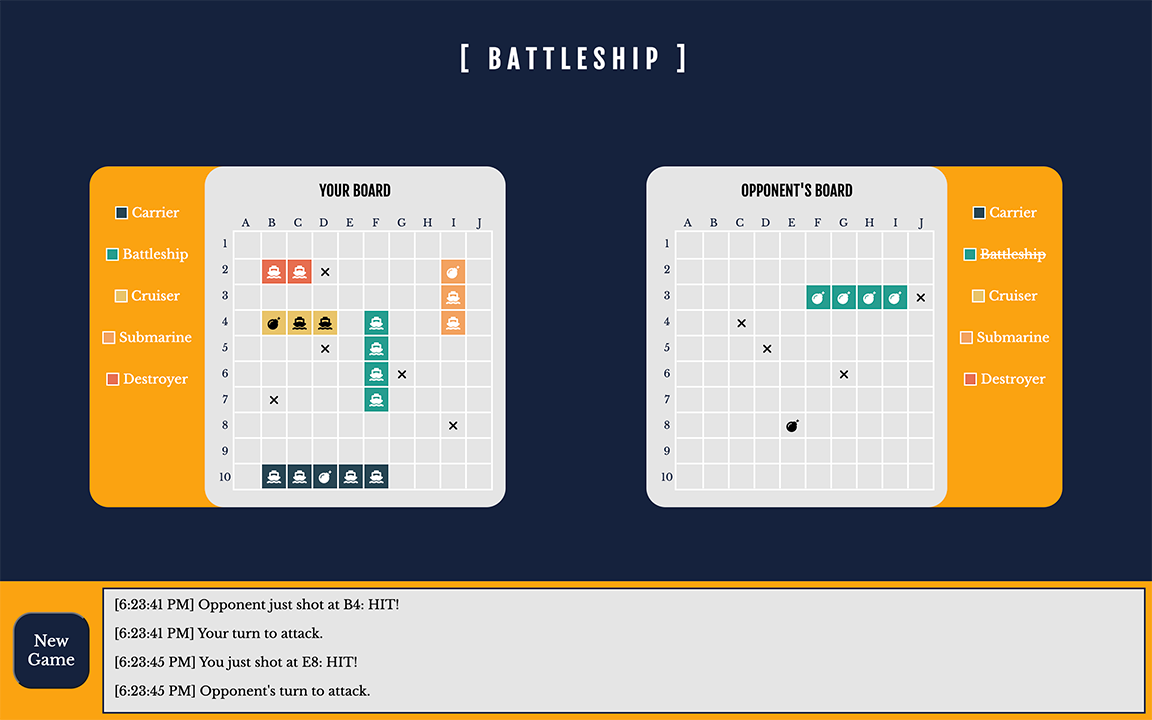 [ BATTLESHIP ]
Carrier
Battleship
Cruiser
Submarine
Destroyer
YOUR BOARD
A B C D E F G H I J
1
2
3
4
5
6
7
8
9
10
OPPONENT'S BOARD
A B C D E F G H I J
1
2
3
4
5
6
7
8
9
10
Carrier
Battleship
Cruiser
Submarine
Destroyer
New
Game
[6:23:41 PM] Opponent just shot at B4: HIT!
[6:23:41 PM] Your turn to attack.
[6:23:45 PM] You just shot at E8: HIT!
[6:23:45 PM] Opponent's turn to attack.